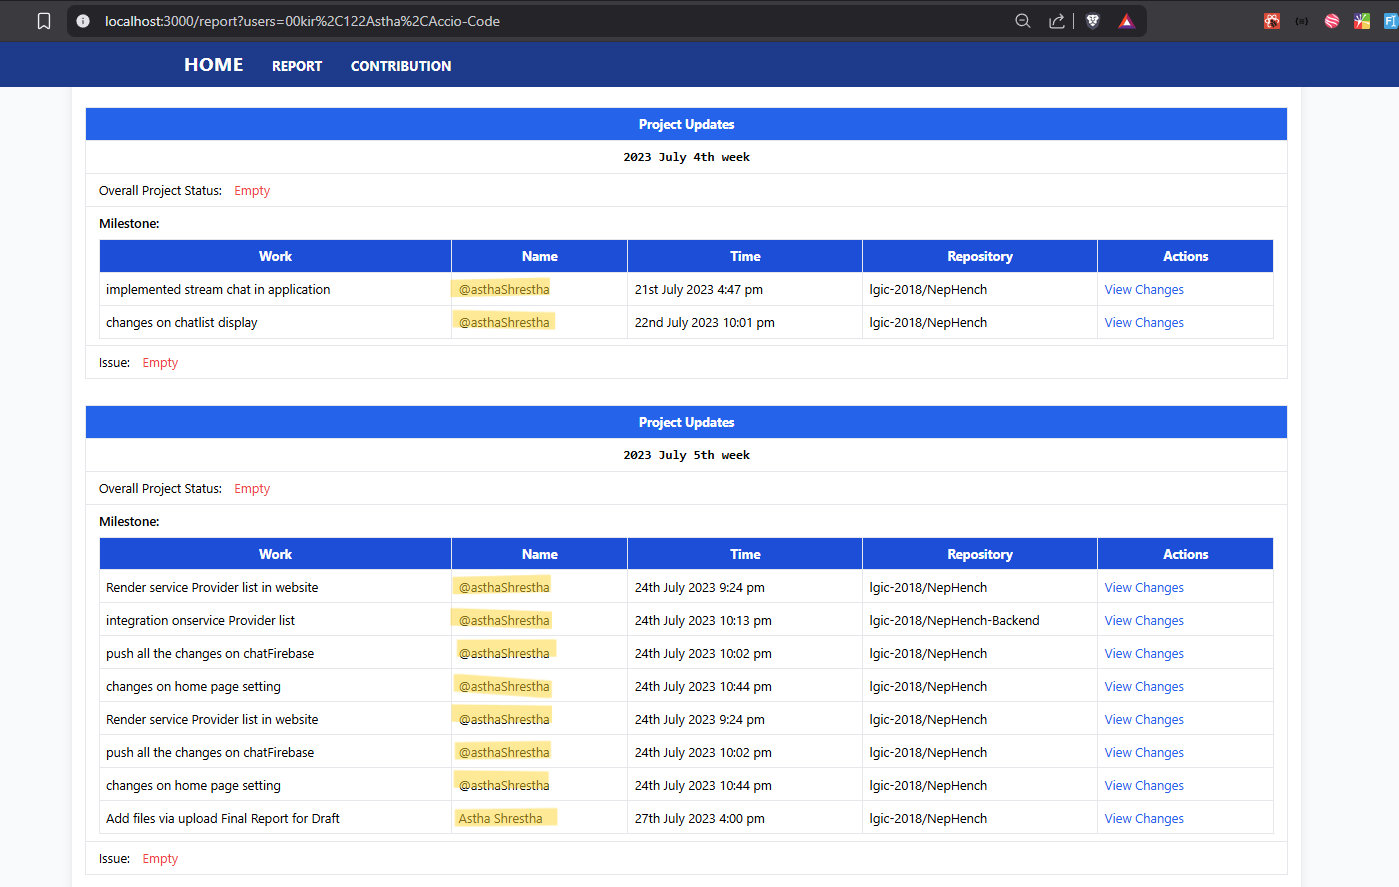 localhost:3000/report?users=00kir%2C122Astha%2CAccio-Code
HOME REPORT CONTRIBUTION
Project Updates
2023 July 4th week
Overall Project Status: Empty
Milestone:
Work Name Time Repository Actions
implemented stream chat in application @asthaShrestha 21st July 2023 4:47 pm lgic-2018/NepHench View Changes
changes on chatlist display @asthaShrestha 22nd July 2023 10:01 pm lgic-2018/NepHench View Changes
Issue: Empty
Project Updates
2023 July 5th week
Overall Project Status: Empty
Milestone:
Work Name Time Repository Actions
Render service Provider list in website @asthaShrestha 24th July 2023 9:24 pm lgic-2018/NepHench View Changes
integration onservice Provider list @asthaShrestha 24th July 2023 10:13 pm lgic-2018/NepHench-Backend View Changes
push all the changes on chatFirebase @asthaShrestha 24th July 2023 10:02 pm lgic-2018/NepHench View Changes
changes on home page setting @asthaShrestha 24th July 2023 10:44 pm lgic-2018/NepHench View Changes
Render service Provider list in website @asthaShrestha 24th July 2023 9:24 pm lgic-2018/NepHench View Changes
push all the changes on chatFirebase @asthaShrestha 24th July 2023 10:02 pm lgic-2018/NepHench View Changes
changes on home page setting @asthaShrestha 24th July 2023 10:44 pm lgic-2018/NepHench View Changes
Add files via upload Final Report for Draft Astha Shrestha 27th July 2023 4:00 pm lgic-2018/NepHench View Changes
Issue: Empty